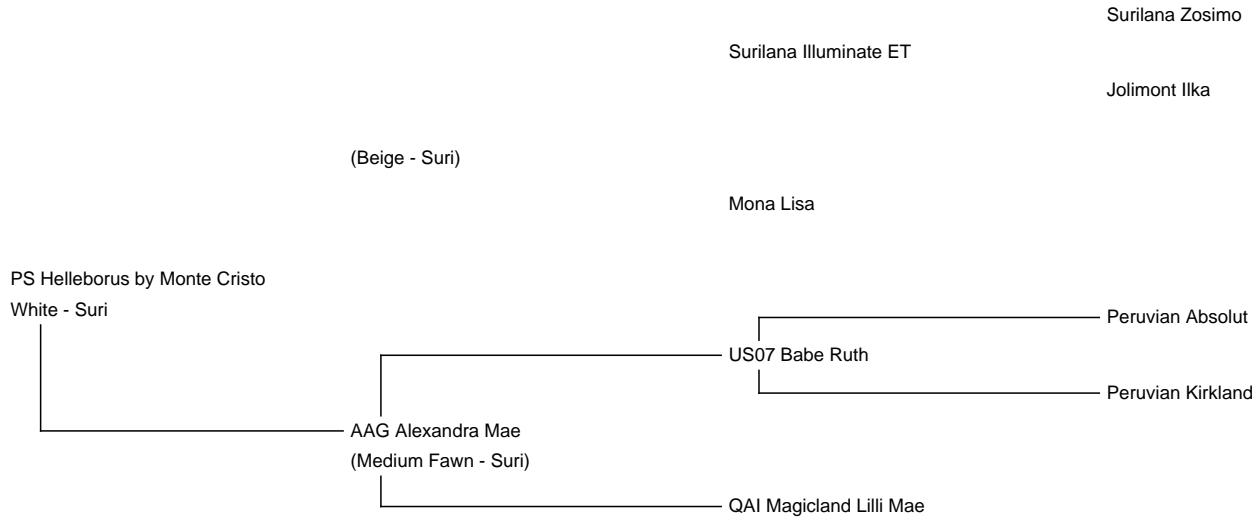 Surilana Zosimo
Surilana Illuminate ET
Jolimont Ilka
(Beige - Suri)
Mona Lisa
PS Helleborus by Monte Cristo
White - Suri
Peruvian Absolut
US07 Babe Ruth
Peruvian Kirkland
AAG Alexandra Mae
(Medium Fawn - Suri)
QAI Magicland Lilli Mae